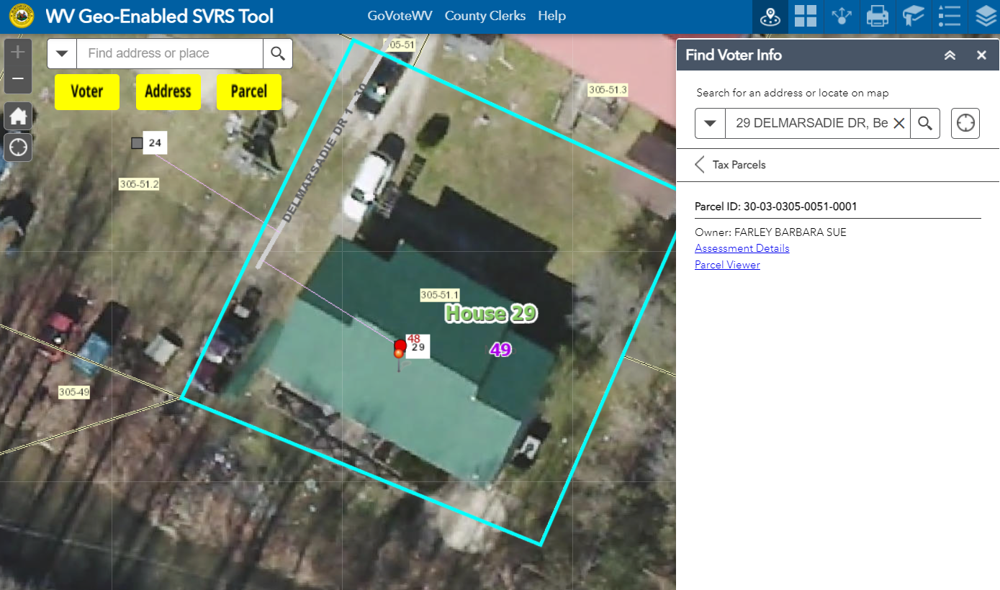 WV Geo-Enabled SVRS Tool
GoVoteWV County Clerks Help
Find address or place
Voter Address Parcel
05-51
305-51.3
DELMARSADIE DR 1 - 30
24
305-51.2
305-51.1
House 29
48
29
49
305-49
Find Voter Info
Search for an address or locate on map
29 DELMARSADIE DR, Be
Tax Parcels
Parcel ID: 30-03-0305-0051-0001
Owner: FARLEY BARBARA SUE
Assessment Details
Parcel Viewer